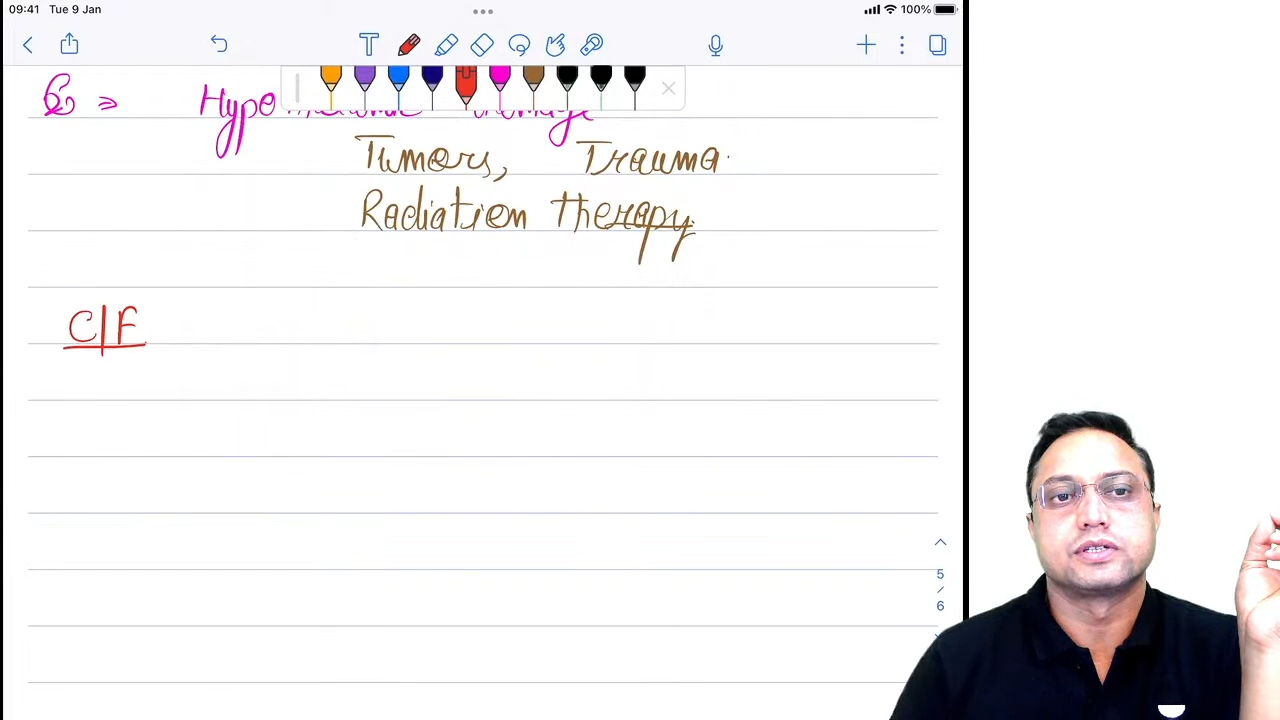 09:41 Tue 9 Jan
100%
T
⇒ Hypo
Tumors, Trauma.
Radiation therapy.
C|F
5
/
6